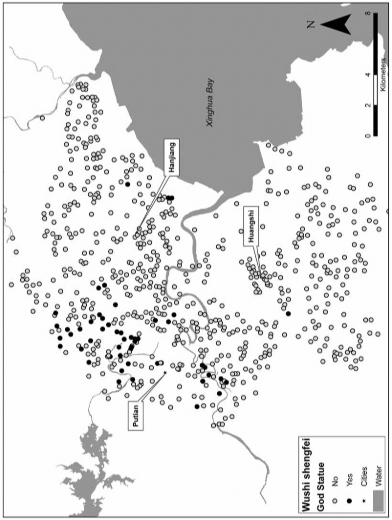 N
0 2 4 8
Kilometers
Xinghua Bay
Hanjiang
Huangshi
Putian
Wushi shengfei
God Statue
No
Yes
Cities
Water